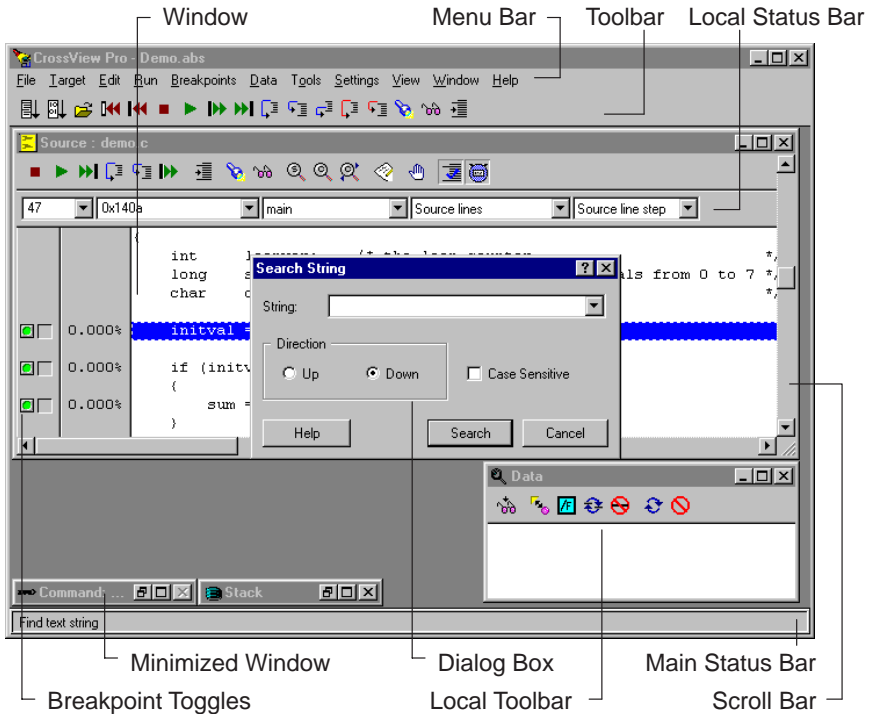 Window Menu Bar Toolbar Local Status Bar
CrossView Pro - Demo.abs
File Target Edit Run Breakpoints Data Tools Settings View Window Help
Source : demo.c
47 0x140a main Source lines Source line step
{
int /* the loop counter */
long als from 0 to 7 */
char */
Search String
String:
Direction
Up Down Case Sensitive
Help Search Cancel
0.000% initval =
0.000% if (initv
{
0.000% sum =
}
Data
Command: ... Stack
Find text string
Minimized Window Dialog Box Main Status Bar
Breakpoint Toggles Local Toolbar Scroll Bar